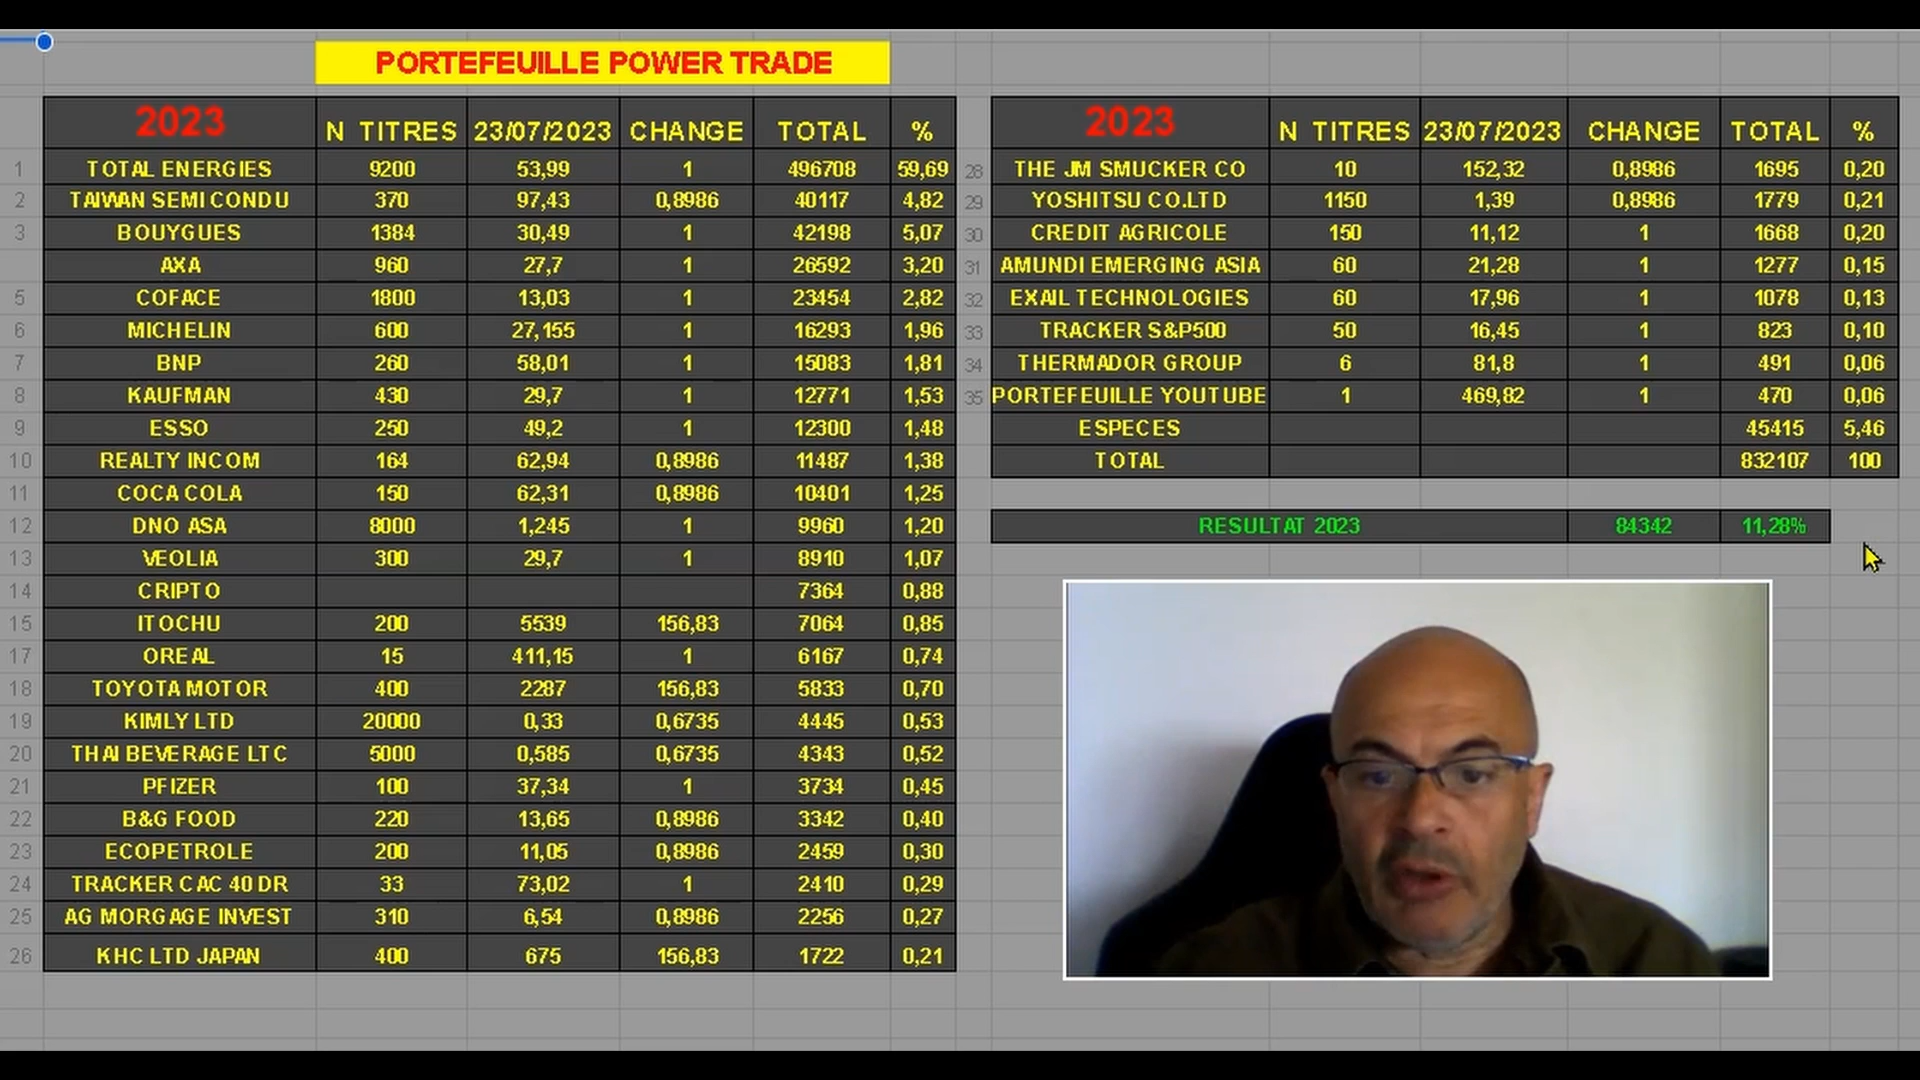 PORTEFEUILLE POWER TRADE
2023 N TITRES 23/07/2023 CHANGE TOTAL %
1 TOTAL ENERGIES 9200 53,99 1 496708 59,69
2 TAIWAN SEMICONDU 370 97,43 0,8986 40117 4,82
3 BOUYGUES 1384 30,49 1 42198 5,07
AXA 960 27,7 1 26592 3,20
5 COFACE 1800 13,03 1 23454 2,82
6 MICHELIN 600 27,155 1 16293 1,96
7 BNP 260 58,01 1 15083 1,81
8 KAUFMAN 430 29,7 1 12771 1,53
9 ESSO 250 49,2 1 12300 1,48
10 REALTY INCOM 164 62,94 0,8986 11487 1,38
11 COCA COLA 150 62,31 0,8986 10401 1,25
12 DNO ASA 8000 1,245 1 9960 1,20
13 VEOLIA 300 29,7 1 8910 1,07
14 CRIPTO 7364 0,88
15 ITOCHU 200 5539 156,83 7064 0,85
17 OREAL 15 411,15 1 6167 0,74
18 TOYOTA MOTOR 400 2287 156,83 5833 0,70
19 KIMLY LTD 20000 0,33 0,6735 4445 0,53
20 THAI BEVERAGE LTC 5000 0,585 0,6735 4343 0,52
21 PFIZER 100 37,34 1 3734 0,45
22 B&G FOOD 220 13,65 0,8986 3342 0,40
23 ECOPETROLE 200 11,05 0,8986 2459 0,30
24 TRACKER CAC 40 DR 33 73,02 1 2410 0,29
25 AG MORGAGE INVEST 310 6,54 0,8986 2256 0,27
26 KHC LTD JAPAN 400 675 156,83 1722 0,21
2023 N TITRES 23/07/2023 CHANGE TOTAL %
28 THE JM SMUCKER CO 10 152,32 0,8986 1695 0,20
29 YOSHITSU CO.LTD 1150 1,39 0,8986 1779 0,21
30 CREDIT AGRICOLE 150 11,12 1 1668 0,20
31 AMUNDI EMERGING ASIA 60 21,28 1 1277 0,15
32 EXAIL TECHNOLOGIES 60 17,96 1 1078 0,13
33 TRACKER S&P500 50 16,45 1 823 0,10
34 THERMADOR GROUP 6 81,8 1 491 0,06
35 PORTEFEUILLE YOUTUBE 1 469,82 1 470 0,06
ESPECES 45415 5,46
TOTAL 832107 100
RESULTAT 2023 84342 11,28%